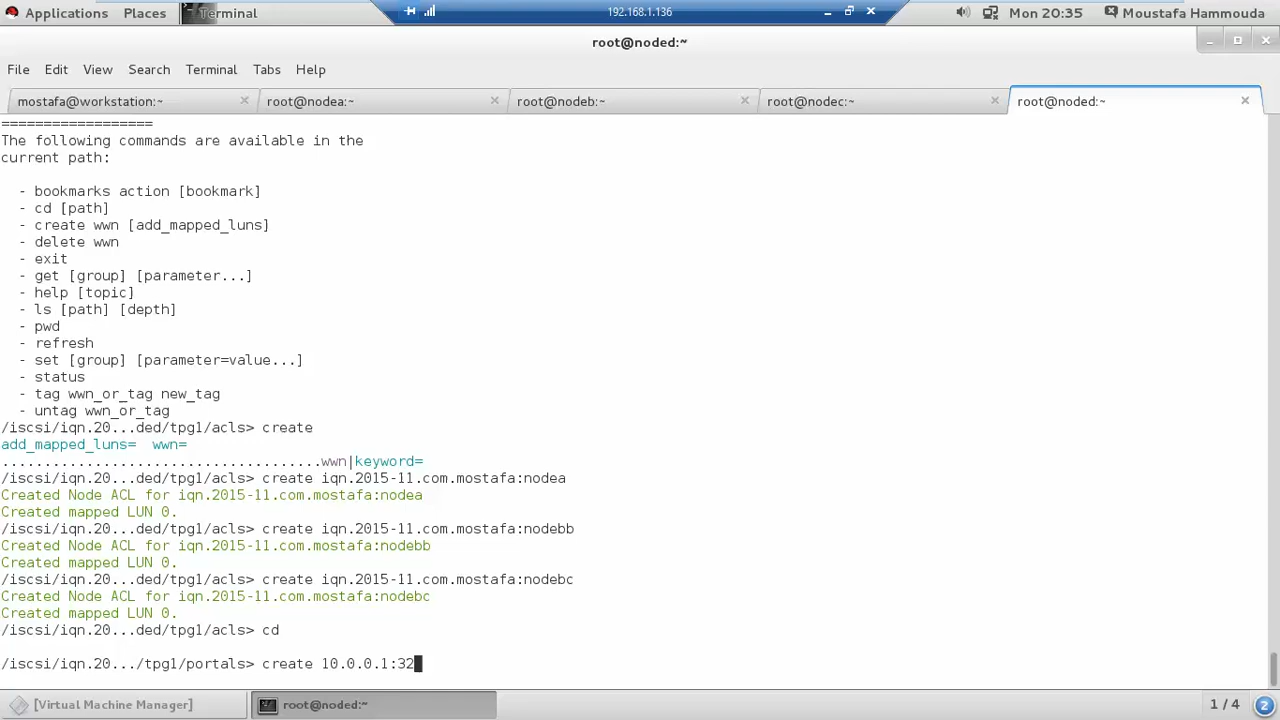 Applications Places Terminal 192.168.1.136 Mon 20:35 Moustafa Hammouda
root@noded:~
File Edit View Search Terminal Tabs Help
mostafa@workstation:~ root@nodea:~ root@nodeb:~ root@nodec:~ root@noded:~
==================
The following commands are available in the
current path:
- bookmarks action [bookmark]
- cd [path]
- create wwn [add_mapped_luns]
- delete wwn
- exit
- get [group] [parameter...]
- help [topic]
- ls [path] [depth]
- pwd
- refresh
- set [group] [parameter=value...]
- status
- tag wwn_or_tag new_tag
- untag wwn_or_tag
/iscsi/iqn.20...ded/tpg1/acls> create
add_mapped_luns=  wwn=
......................................wwn|keyword=
/iscsi/iqn.20...ded/tpg1/acls> create iqn.2015-11.com.mostafa:nodea
Created Node ACL for iqn.2015-11.com.mostafa:nodea
Created mapped LUN 0.
/iscsi/iqn.20...ded/tpg1/acls> create iqn.2015-11.com.mostafa:nodebb
Created Node ACL for iqn.2015-11.com.mostafa:nodebb
Created mapped LUN 0.
/iscsi/iqn.20...ded/tpg1/acls> create iqn.2015-11.com.mostafa:nodebc
Created Node ACL for iqn.2015-11.com.mostafa:nodebc
Created mapped LUN 0.
/iscsi/iqn.20...ded/tpg1/acls> cd
/iscsi/iqn.20.../tpg1/portals> create 10.0.0.1:32
[Virtual Machine Manager] root@noded:~ 1 / 4 2